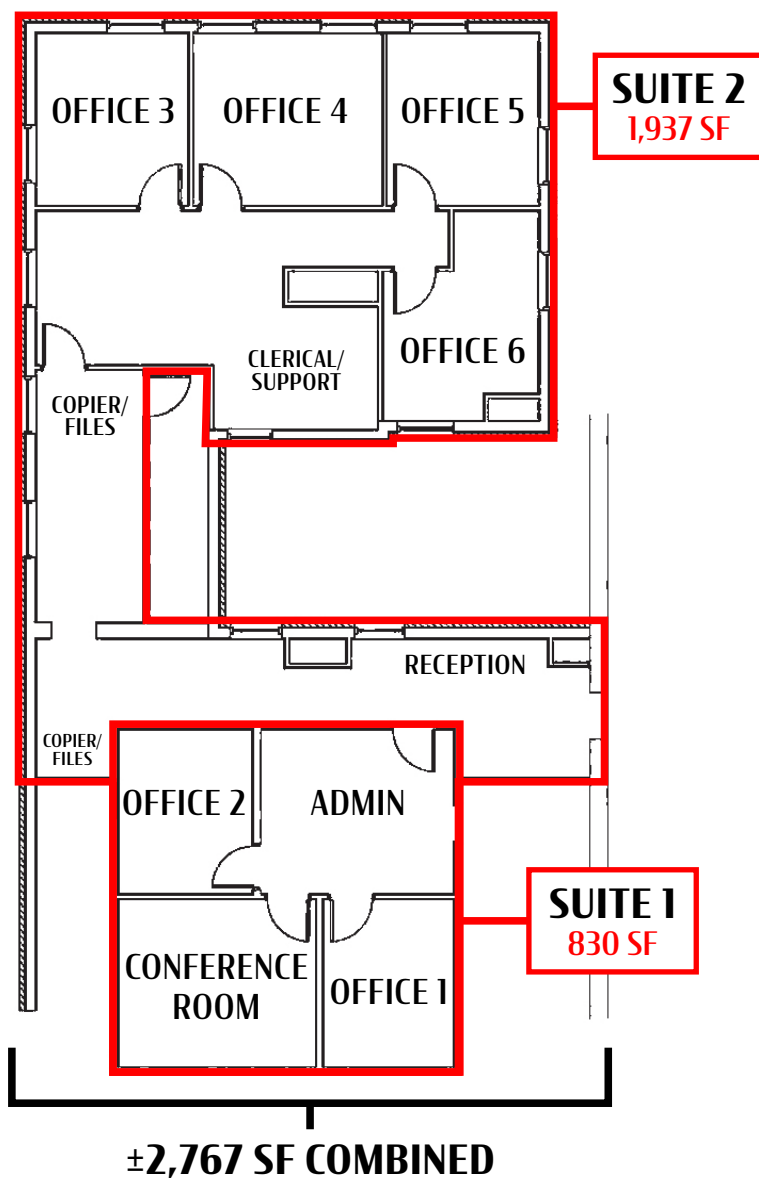 OFFICE 3
OFFICE 4
OFFICE 5
SUITE 2
1,937 SF
CLERICAL/
SUPPORT
OFFICE 6
COPIER/
FILES
RECEPTION
COPIER/
FILES
OFFICE 2
ADMIN
SUITE 1
830 SF
CONFERENCE
ROOM
OFFICE 1
±2,767 SF COMBINED